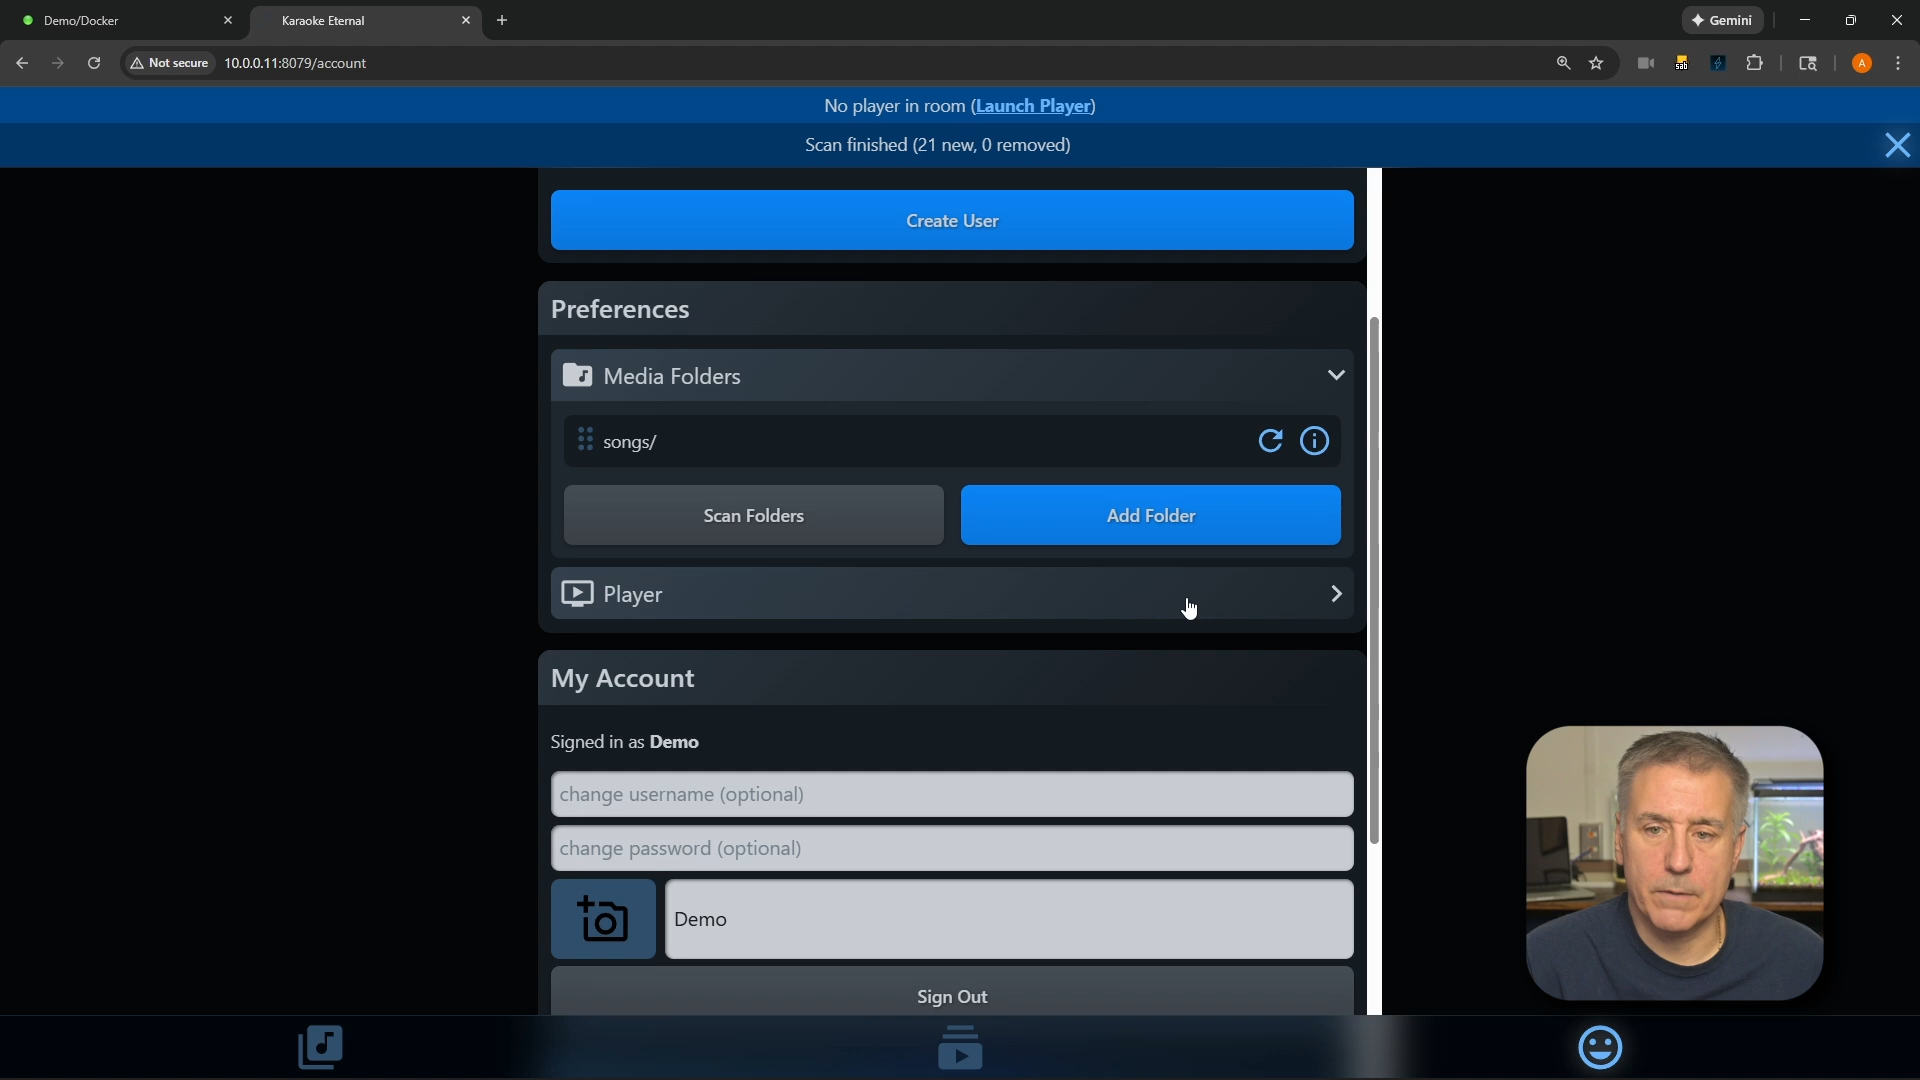 Demo/Docker
Karaoke Eternal
Gemini
Not secure
10.0.0.11:8079/account
sab
A
No player in room (Launch Player)
Scan finished (21 new, 0 removed)
Create User
Preferences
Media Folders
songs/
Scan Folders
Add Folder
Player
My Account
Signed in as Demo
change username (optional)
change password (optional)
Demo
Sign Out